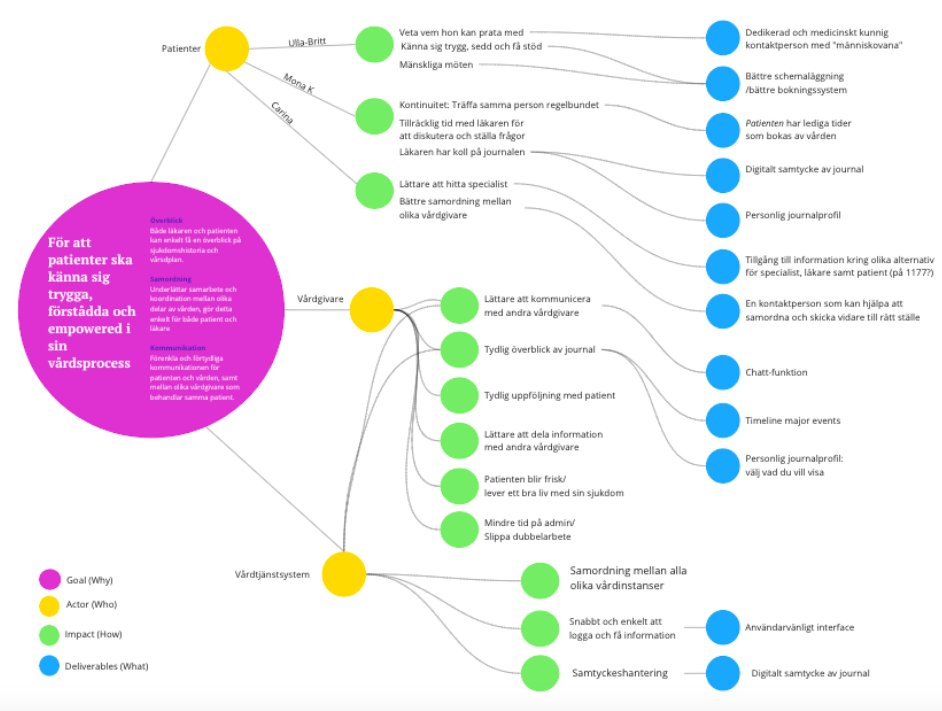 Patienter
Ulla-Britt
Mona K
Carina
Veta vem hon kan prata med
Känna sig trygg, sedd och få stöd
Mänskliga möten
Kontinuitet: Träffa samma person regelbundet
Tillräcklig tid med läkaren för
att diskutera och ställa frågor
Läkaren har koll på journalen
Lättare att hitta specialist
Bättre samordning mellan
olika vårdgivare
Dedikerad och medicinskt kunnig
kontaktperson med "människovana"
Bättre schemaläggning
/bättre bokningssystem
Patienten har lediga tider
som bokas av vården
Digitalt samtycke av journal
Personlig journalprofil
Tillgång till information kring olika alternativ
för specialist, läkare samt patient (på 1177?)
En kontaktperson som kan hjälpa att
samordna och skicka vidare till rätt ställe
För att
patienter ska
känna sig
trygga,
förstådda och
empowered i
sin
vårdsprocess
Överblick
Både läkaren och patienten
kan enkelt få en överblick på
sjukdomshistoria och
vårsdplan.
Samordning
Underlättar samarbete och
koordination mellan olika
delar av vården, gör detta
enkelt för både patient och
läkare
Kommunikation
Förenkla och förtydliga
kommunikationen för
patienten och vården, samt
mellan olika vårdgivare som
behandlar samma patient.
Vårdgivare
Lättare att kommunicera
med andra vårdgivare
Tydlig överblick av journal
Tydlig uppföljning med patient
Lättare att dela information
med andra vårdgivare
Patienten blir frisk/
lever ett bra liv med sin sjukdom
Mindre tid på admin/
Slippa dubbelarbete
Chatt-funktion
Timeline major events
Personlig journalprofil:
välj vad du vill visa
Vårdtjänstsystem
Samordning mellan alla
olika vårdinstanser
Snabbt och enkelt att
logga och få information
Samtyckeshantering
Användarvänligt interface
Digitalt samtycke av journal
Goal (Why)
Actor (Who)
Impact (How)
Deliverables (What)